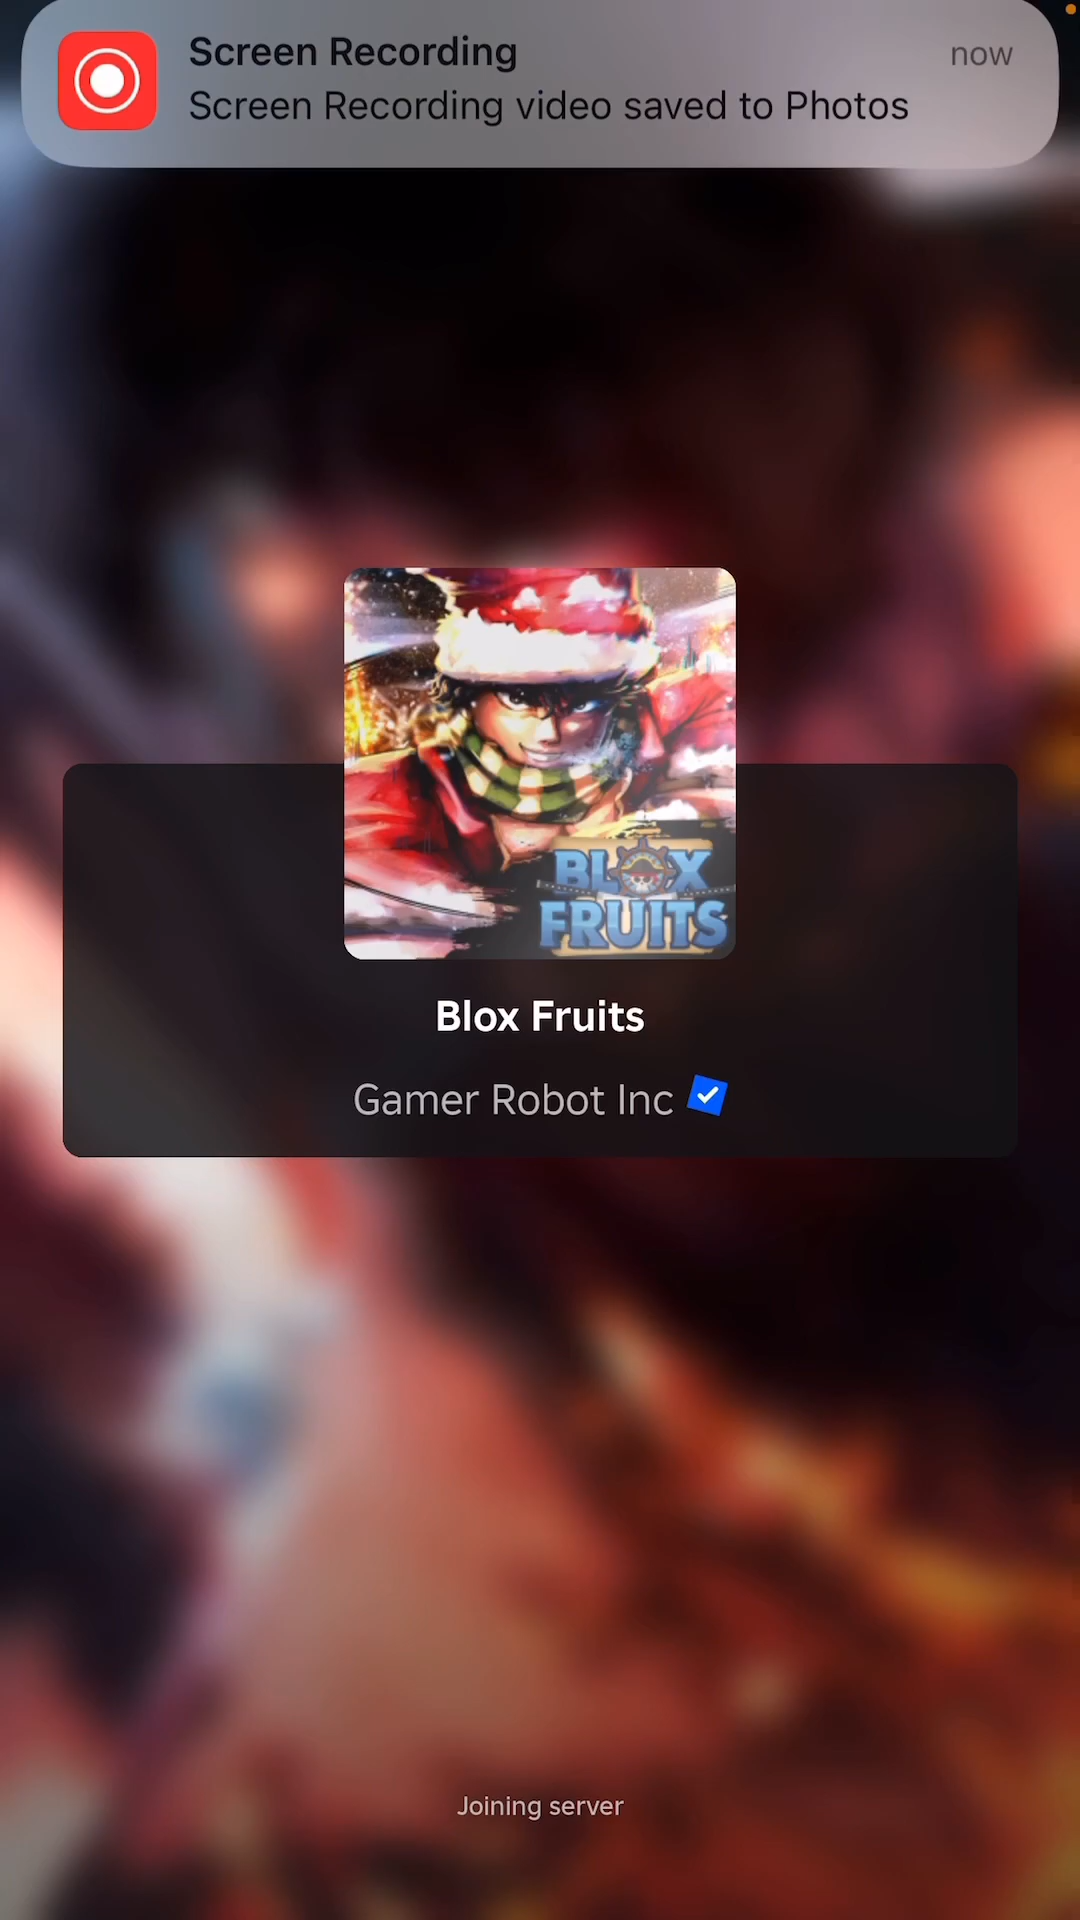 Screen Recording
now
Screen Recording video saved to Photos
BLOX
FRUITS
Blox Fruits
Gamer Robot Inc
Joining server